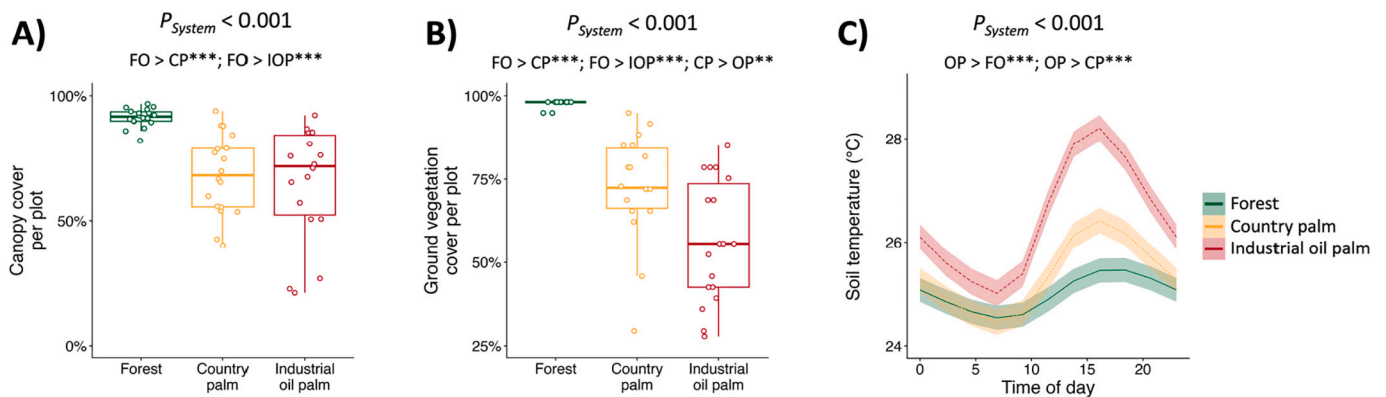 A)
P_System < 0.001
FO > CP***; FO > IOP***
Canopy cover
per plot
100%
50%
0%
Forest
Country
palm
Industrial
oil palm
B)
P_System < 0.001
FO > CP***; FO > IOP***; CP > OP**
Ground vegetation
cover per plot
100%
75%
50%
25%
Forest
Country
palm
Industrial
oil palm
C)
P_System < 0.001
OP > FO***; OP > CP***
Soil temperature (°C)
28
26
24
0
5
10
15
20
Time of day
Forest
Country palm
Industrial oil palm